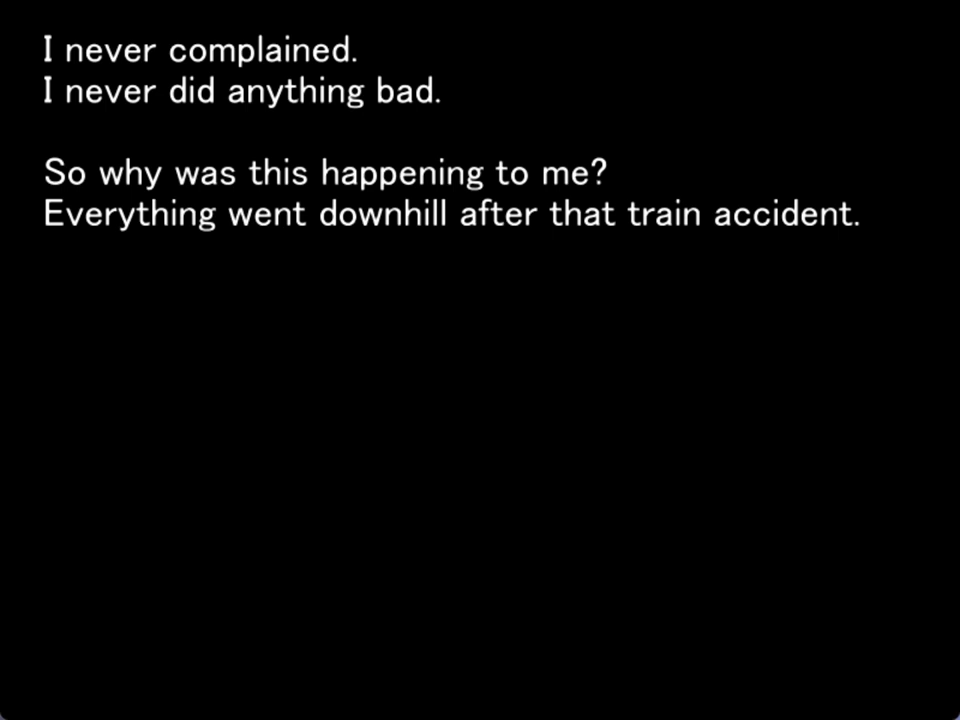 I never complained.
I never did anything bad.
So why was this happening to me?
Everything went downhill after that train accident.